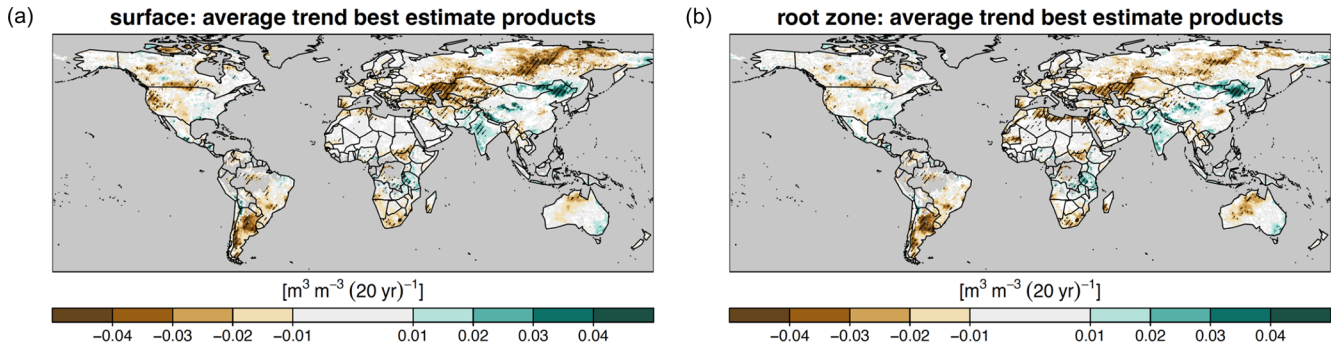 (a)
surface: average trend best estimate products
[m³ m⁻³ (20 yr)⁻¹]
−0.04 −0.03 −0.02 −0.01 0.01 0.02 0.03 0.04
(b)
root zone: average trend best estimate products
[m³ m⁻³ (20 yr)⁻¹]
−0.04 −0.03 −0.02 −0.01 0.01 0.02 0.03 0.04